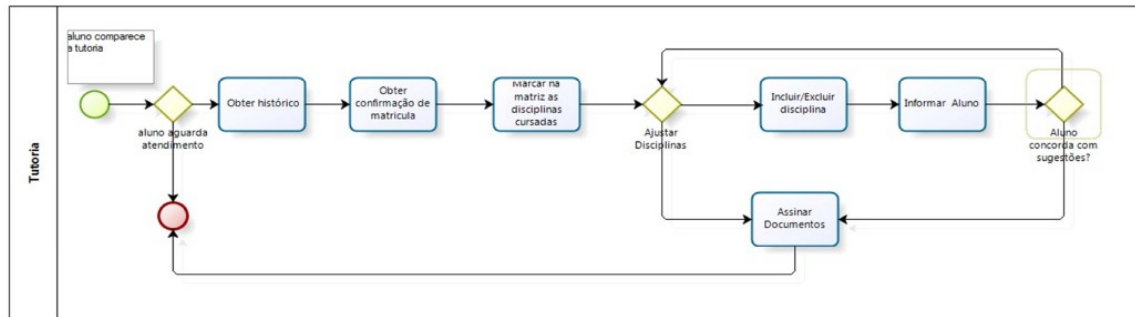 aluno comparece
a tutoria
Tutoria
aluno aguarda
atendimento
Obter histórico
Obter
confirmação de
matricula
Marcar na
matriz as
disciplinas
cursadas
Ajustar
Disciplinas
Incluir/Excluir
disciplina
Informar Aluno
Aluno
concorda com
sugestões?
Assinar
Documentos